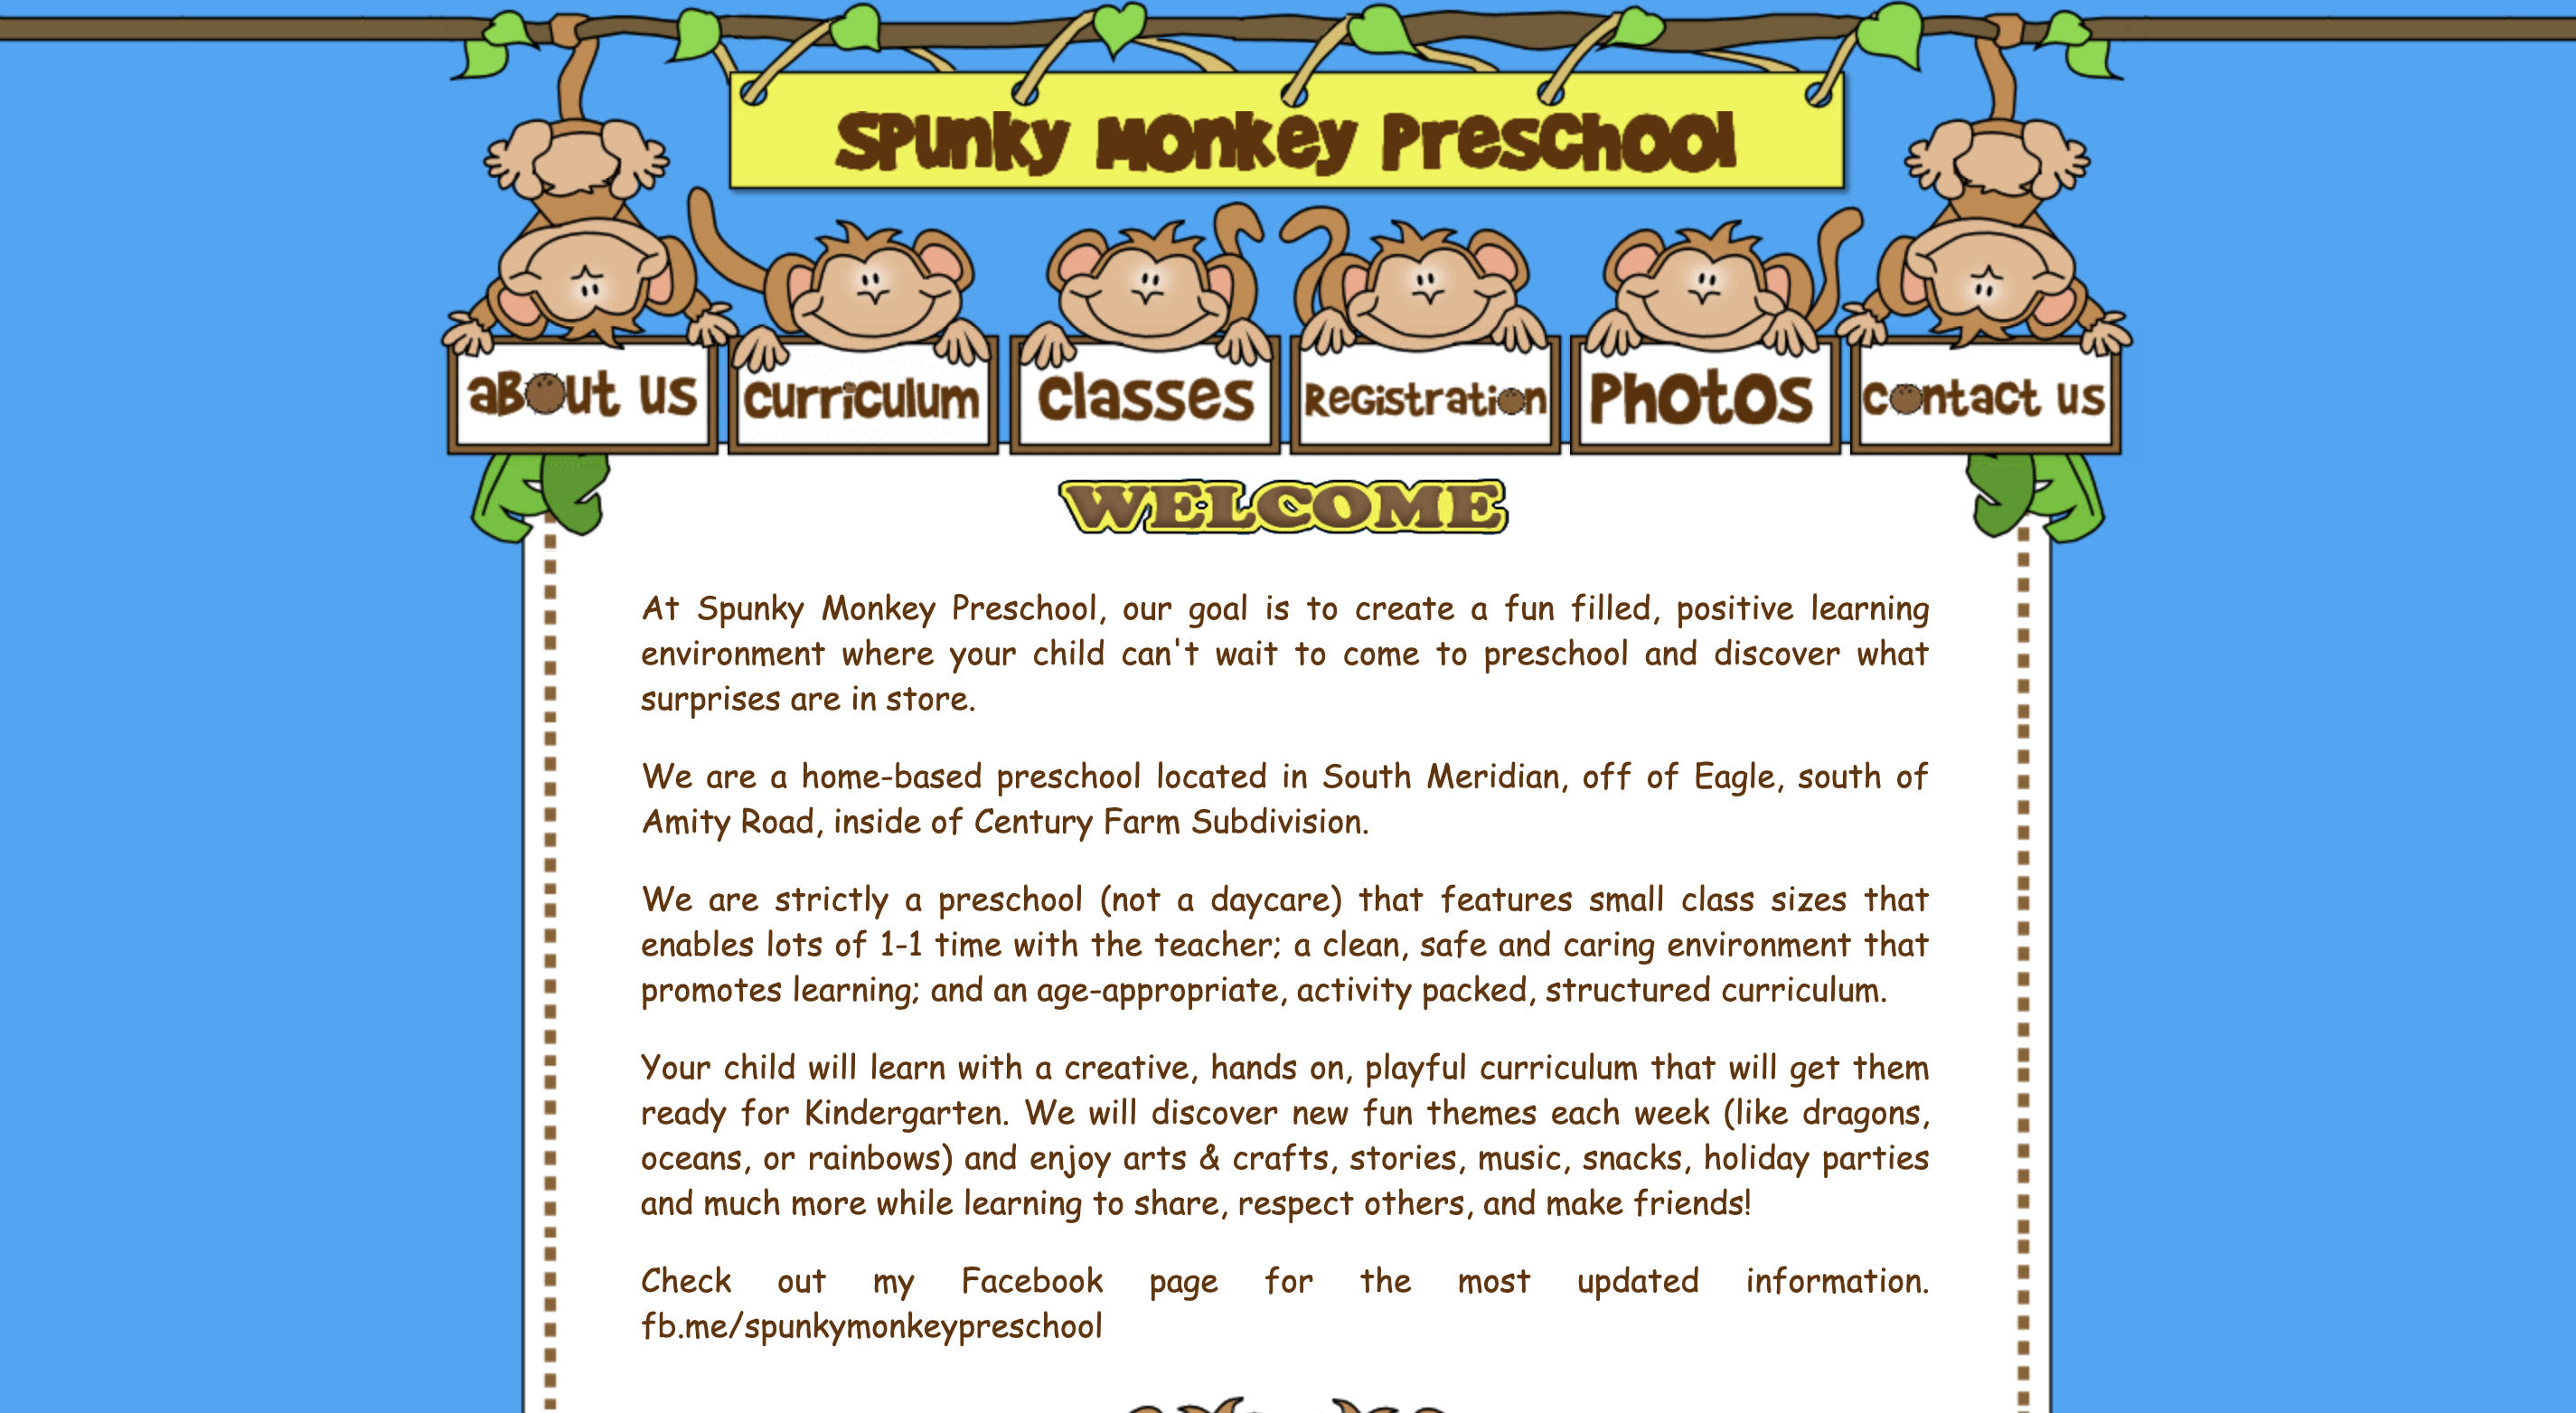 Spunky Monkey Preschool
about us
curriculum
classes
Registration
Photos
contact us
WELCOME
At Spunky Monkey Preschool, our goal is to create a fun filled, positive learning
environment where your child can't wait to come to preschool and discover what
surprises are in store.
We are a home-based preschool located in South Meridian, off of Eagle, south of
Amity Road, inside of Century Farm Subdivision.
We are strictly a preschool (not a daycare) that features small class sizes that
enables lots of 1-1 time with the teacher; a clean, safe and caring environment that
promotes learning; and an age-appropriate, activity packed, structured curriculum.
Your child will learn with a creative, hands on, playful curriculum that will get them
ready for Kindergarten. We will discover new fun themes each week (like dragons,
oceans, or rainbows) and enjoy arts & crafts, stories, music, snacks, holiday parties
and much more while learning to share, respect others, and make friends!
Check out my Facebook page for the most updated information.
fb.me/spunkymonkeypreschool